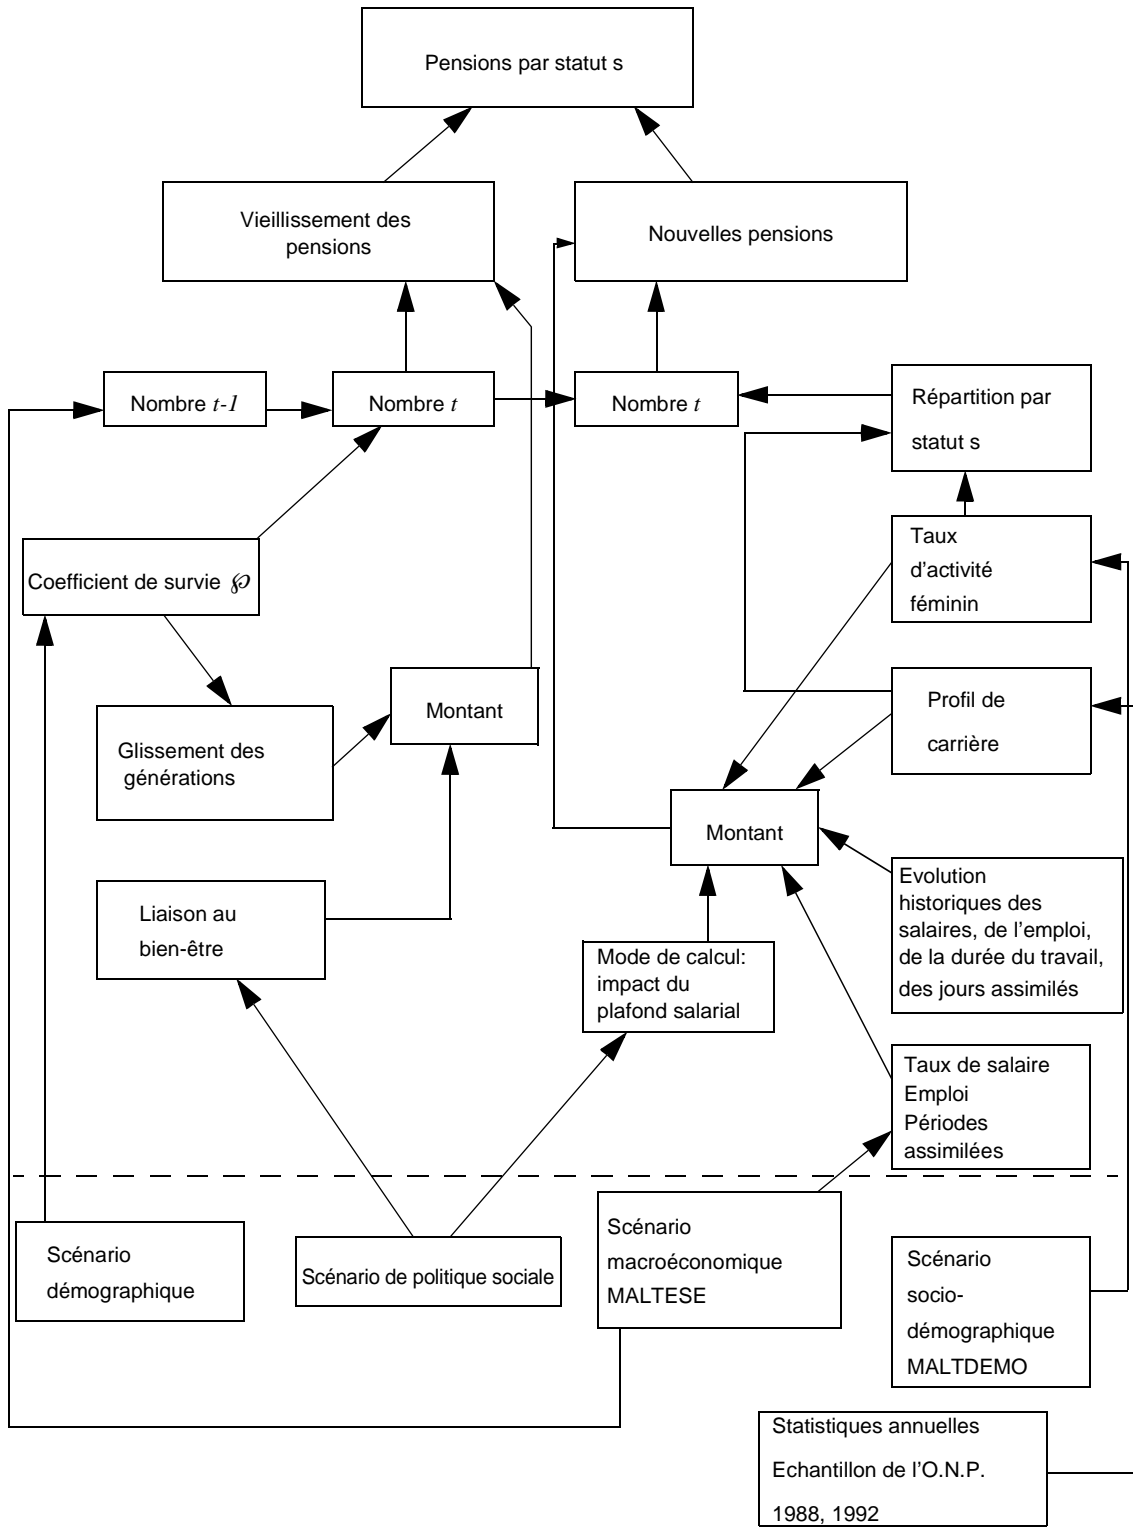 Pensions par statut s
Vieillissement des
pensions
Nouvelles pensions
Nombre t-1
Nombre t
Nombre t
Répartition par
statut s
Taux
d'activité
féminin
Coefficient de survie ℘
Profil de
carrière
Montant
Glissement des
générations
Montant
Evolution
historiques des
salaires, de l'emploi,
de la durée du travail,
des jours assimilés
Liaison au
bien-être
Mode de calcul:
impact du
plafond salarial
Taux de salaire
Emploi
Périodes
assimilées
Scénario
démographique
Scénario de politique sociale
Scénario
macroéconomique
MALTESE
Scénario
socio-
démographique
MALTDEMO
Statistiques annuelles
Echantillon de l'O.N.P.
1988, 1992